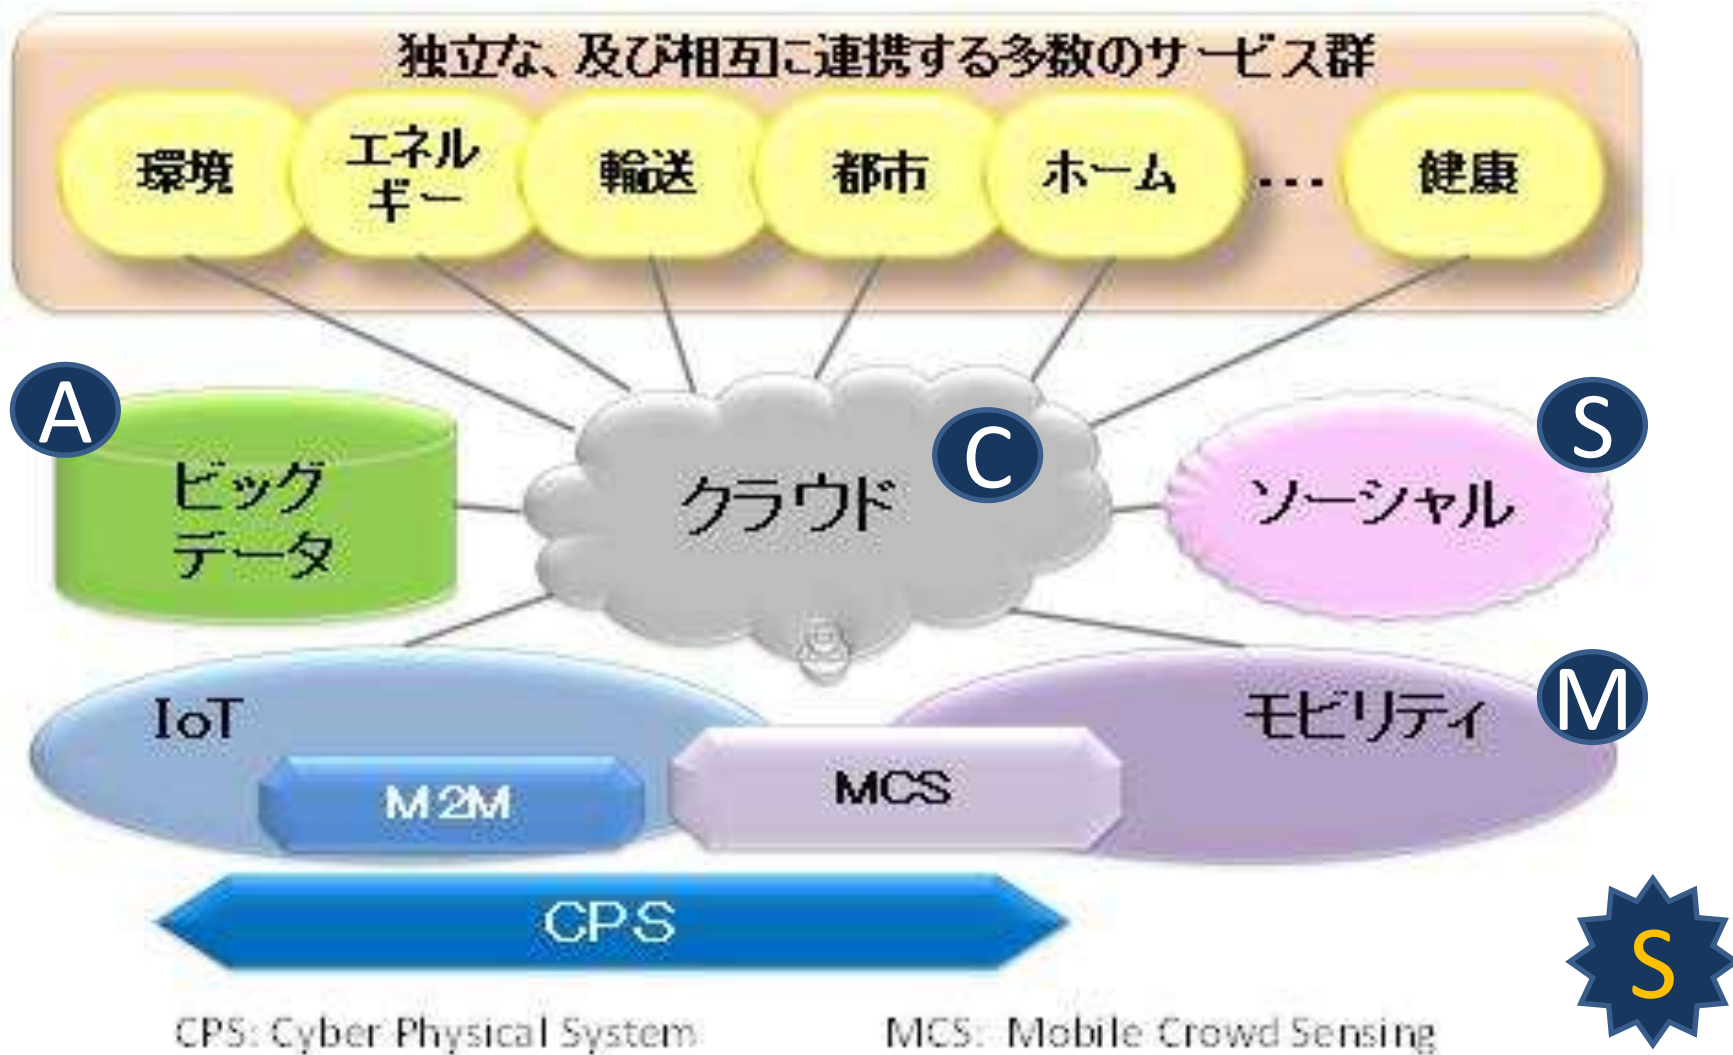 独立な、及び相互に連携する多数のサービス群
環境
エネル
ギー
輸送
都市
ホーム
...
健康
A
ビッグ
データ
クラウド
C
ソーシャル
S
IoT
M2M
MCS
モビリティ
M
CPS
S
CPS: Cyber Physical System
MCS: Mobile Crowd Sensing